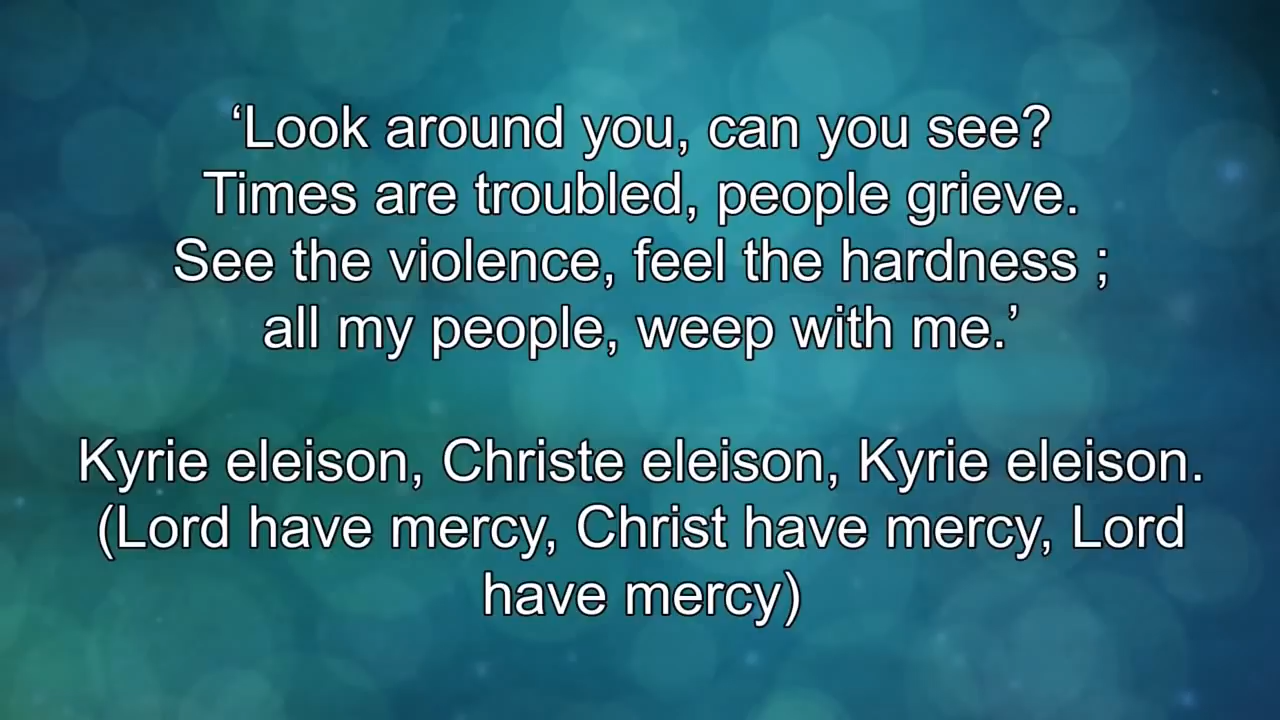 ‘Look around you, can you see?
Times are troubled, people grieve.
See the violence, feel the hardness ;
all my people, weep with me.’
Kyrie eleison, Christe eleison, Kyrie eleison.
(Lord have mercy, Christ have mercy, Lord
have mercy)